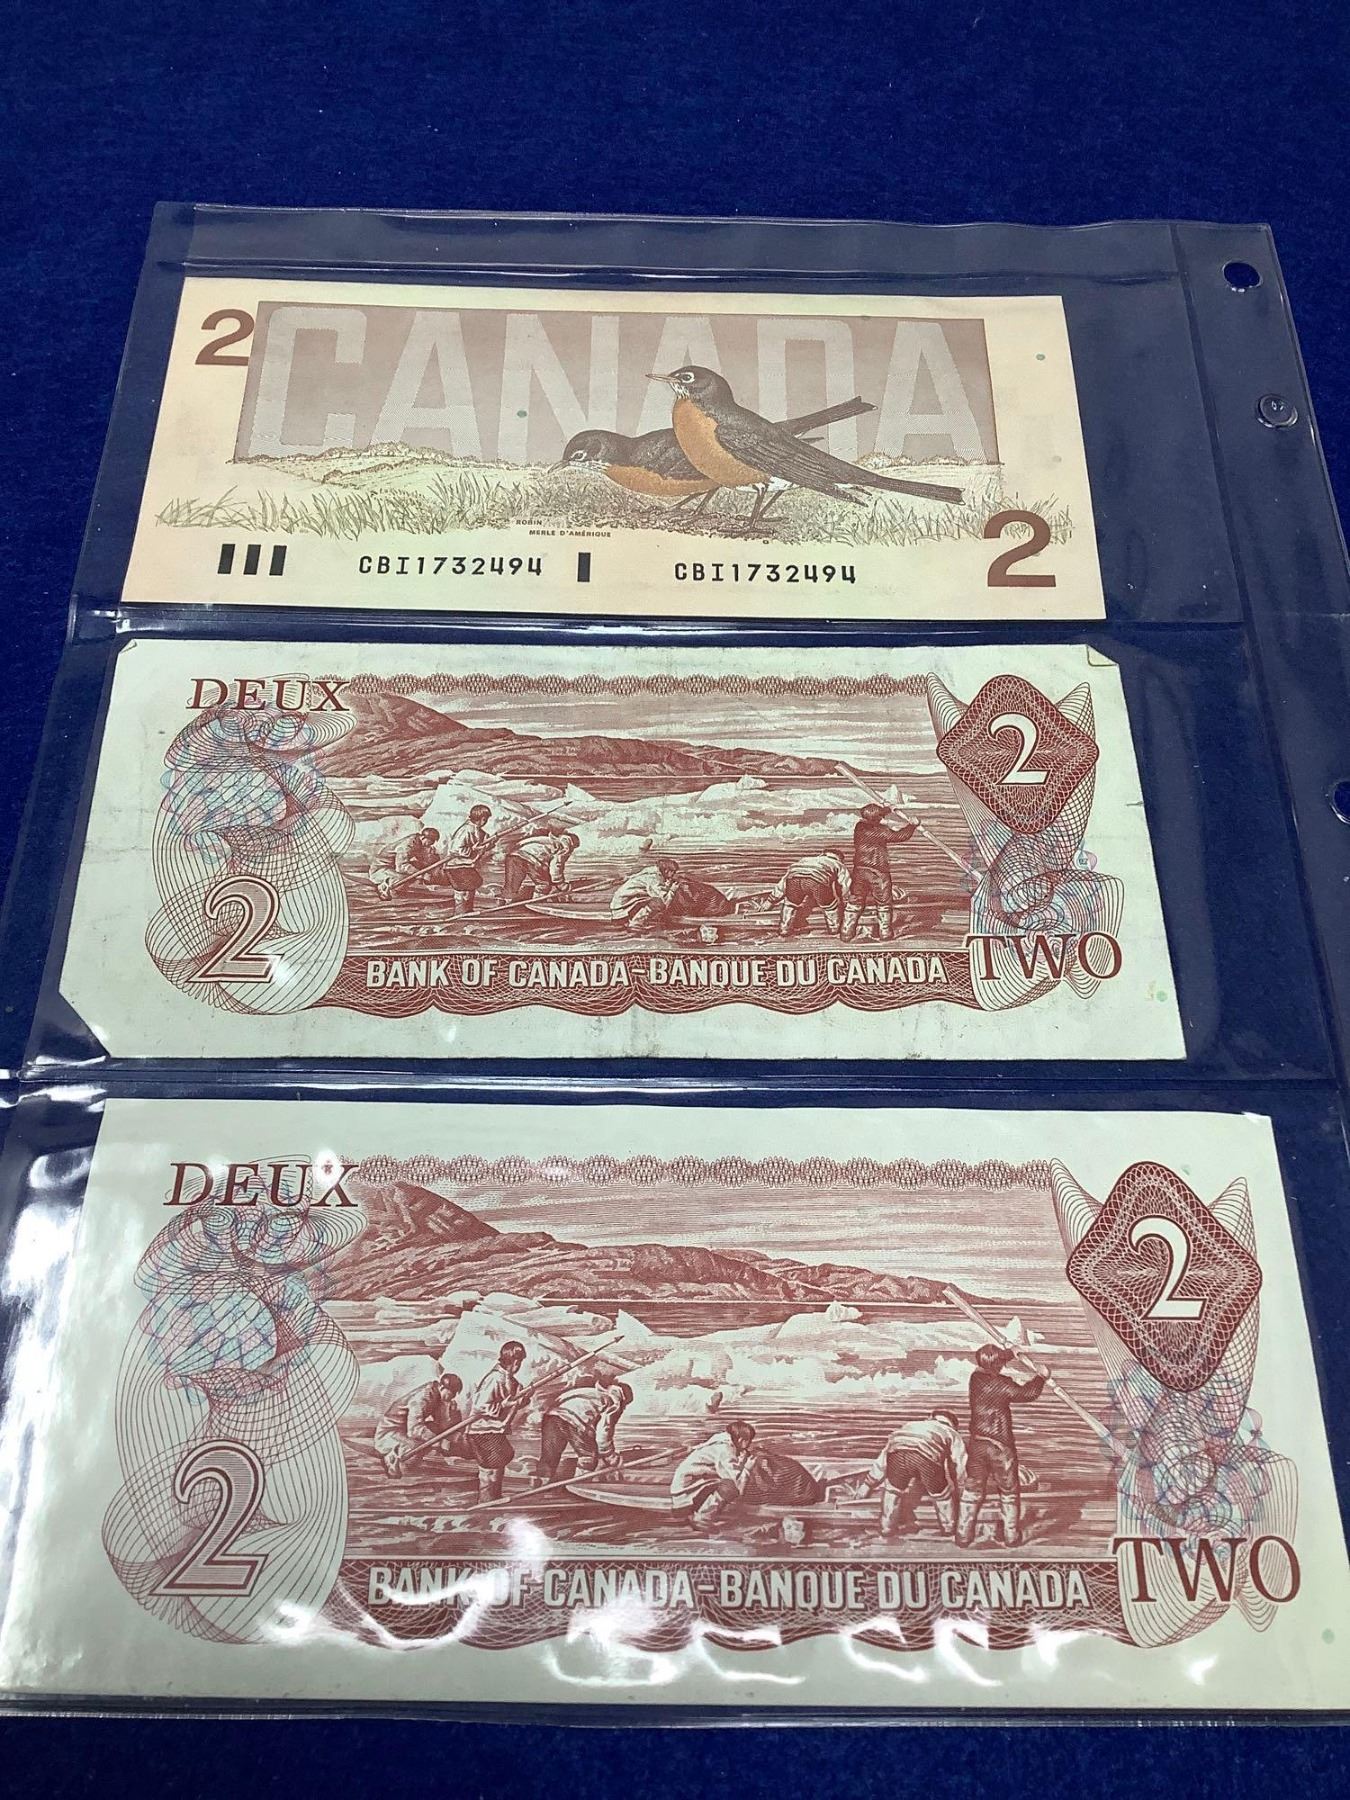 2 CANADA
ROBIN
MERLE D'AMÉRIQUE
CBI1732494 CBI1732494 2
DEUX 2
2 TWO
BANK OF CANADA-BANQUE DU CANADA
DEUX 2
2 TWO
BANK OF CANADA-BANQUE DU CANADA